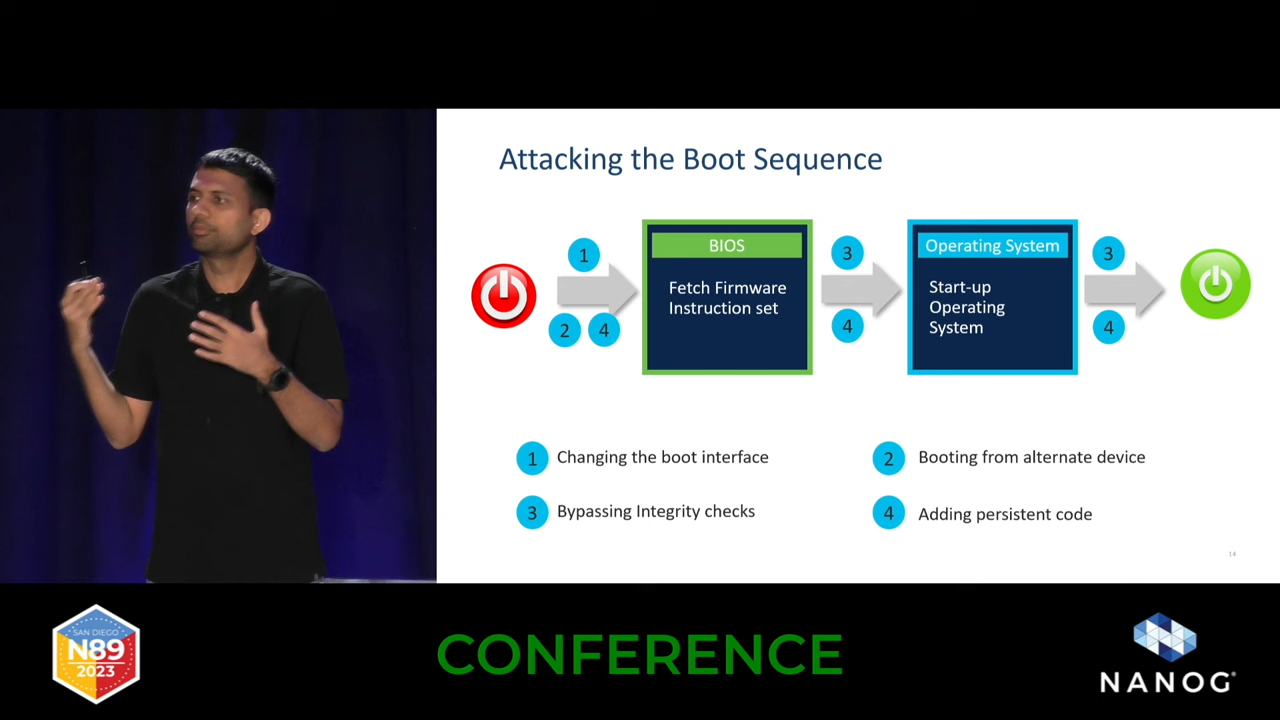 Attacking the Boot Sequence
1
2
4
BIOS
Fetch Firmware
Instruction set
3
4
Operating System
Start-up
Operating
System
3
4
1 Changing the boot interface
2 Booting from alternate device
3 Bypassing Integrity checks
4 Adding persistent code
14
SAN DIEGO
N89
2023
CONFERENCE
NANOG®